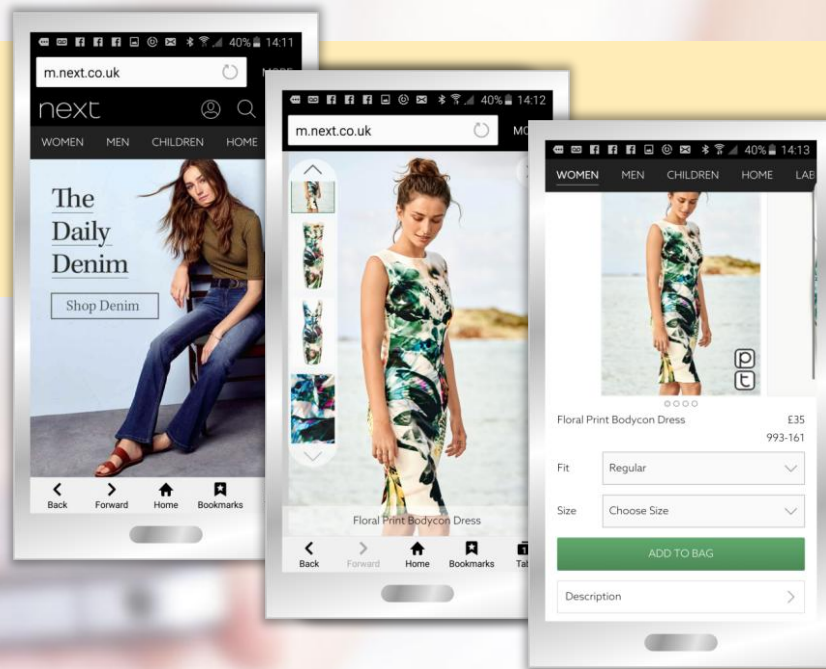 40% 14:11
m.next.co.uk
next
WOMEN MEN CHILDREN HOME
The
Daily
Denim
Shop Denim
Back Forward Home Bookmarks
40% 14:12
m.next.co.uk
Floral Print Bodycon Dress
Back Forward Home Bookmarks
40% 14:13
WOMEN MEN CHILDREN HOME LAB
Floral Print Bodycon Dress £35
993-161
Fit Regular
Size Choose Size
ADD TO BAG
Description